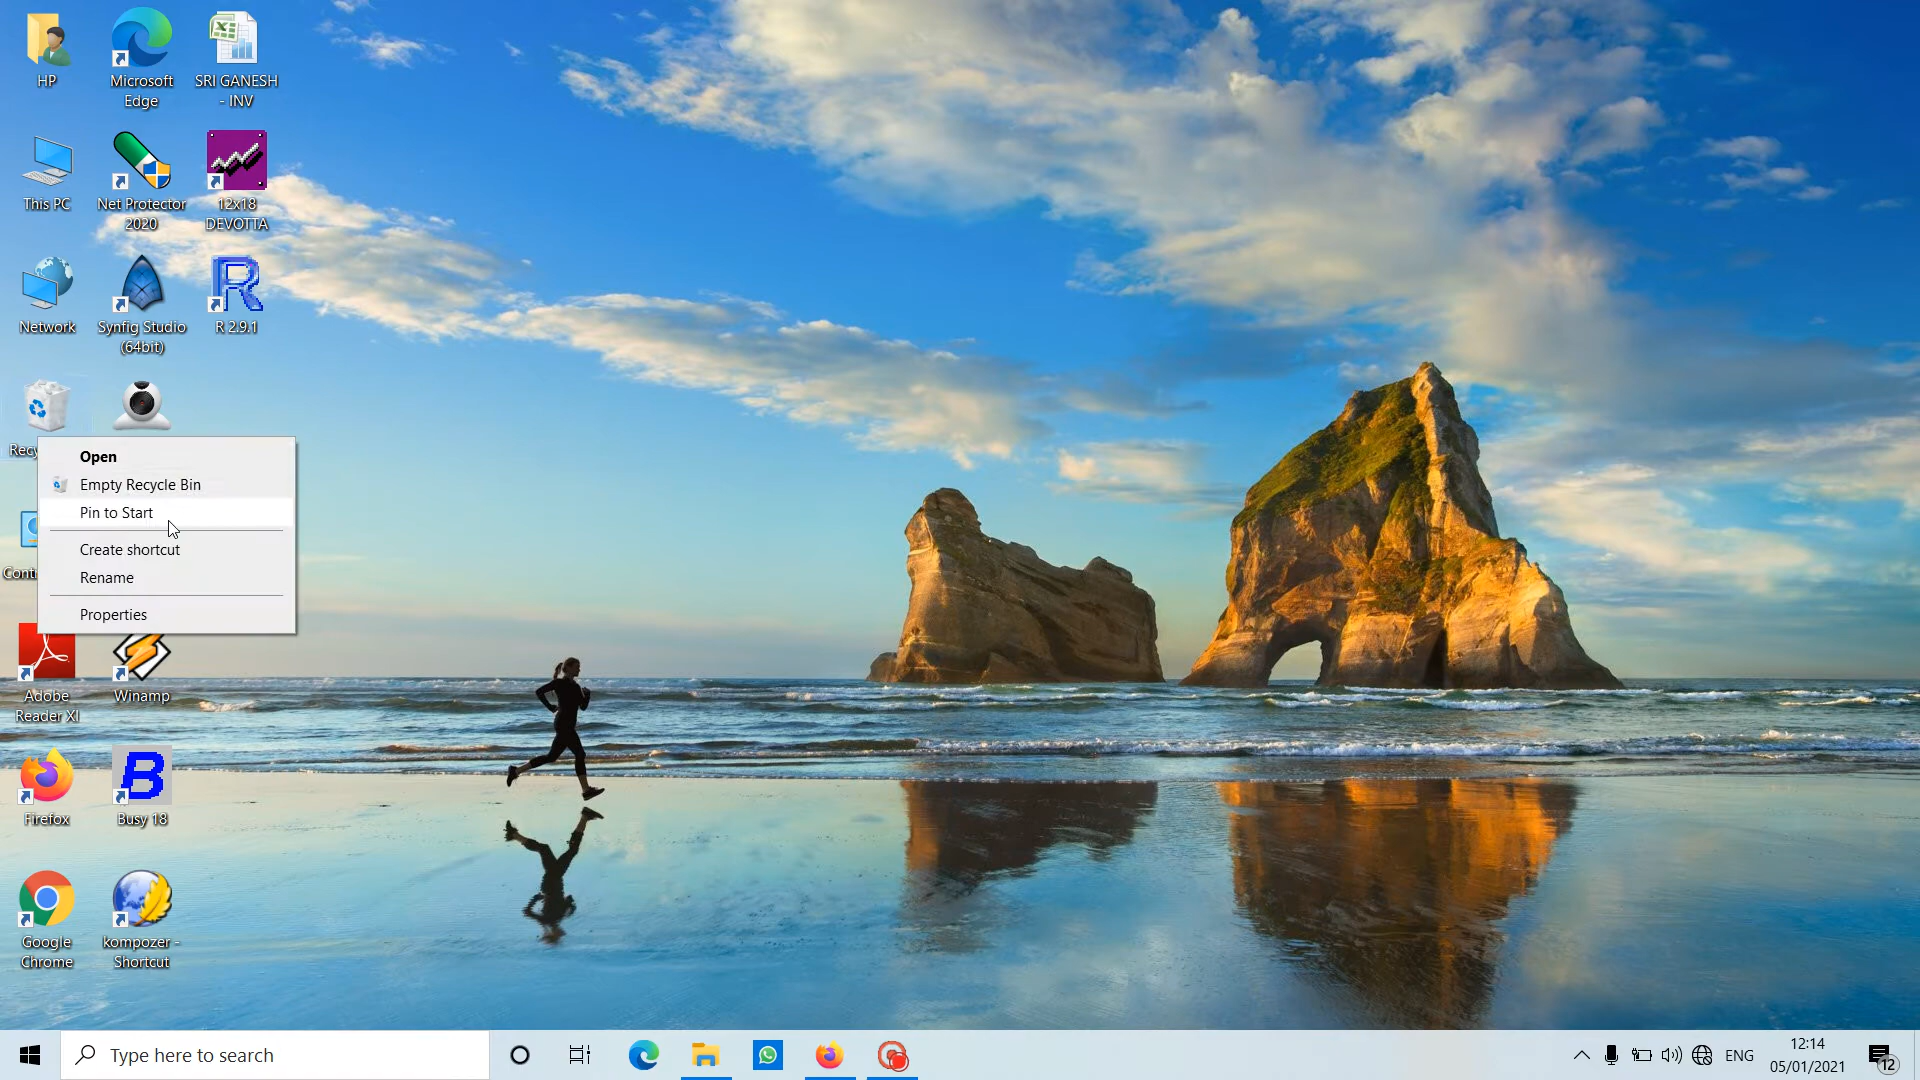 HP
Microsoft
Edge
SRI GANESH
- INV
This PC
Net Protector
2020
12x18
DEVOTTA
Network
Synfig Studio
(64bit)
R 2.9.1
Open
Empty Recycle Bin
Pin to Start
Create shortcut
Rename
Properties
Adobe
Reader XI
Winamp
Firefox
Busy 18
Google
Chrome
kompozer -
Shortcut
Type here to search
ENG
12:14
05/01/2021
12